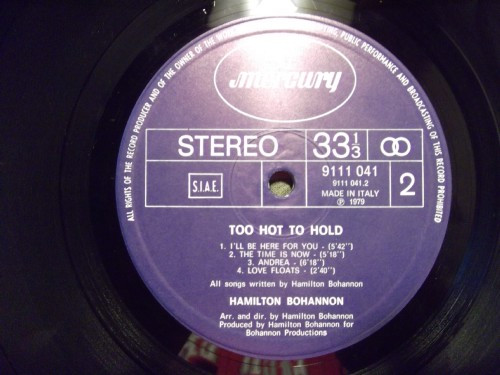 ALL RIGHTS OF THE RECORD PRODUCER AND OF THE OWNER OF THE
PUBLIC PERFORMANCE AND BROADCASTING OF THIS RECORD PROHIBITED
mercury
STEREO
33 1/3
S.I.A.E.
9111 041
9111 041.2
MADE IN ITALY
℗ 1979
2
TOO HOT TO HOLD
1. I'LL BE HERE FOR YOU - (5'42'')
2. THE TIME IS NOW - (5'18'')
3. ANDREA - (6'18'')
4. LOVE FLOATS - (2'40'')
All songs written by Hamilton Bohannon
HAMILTON BOHANNON
Arr. and dir. by Hamilton Bohannon
Produced by Hamilton Bohannon for
Bohannon Productions